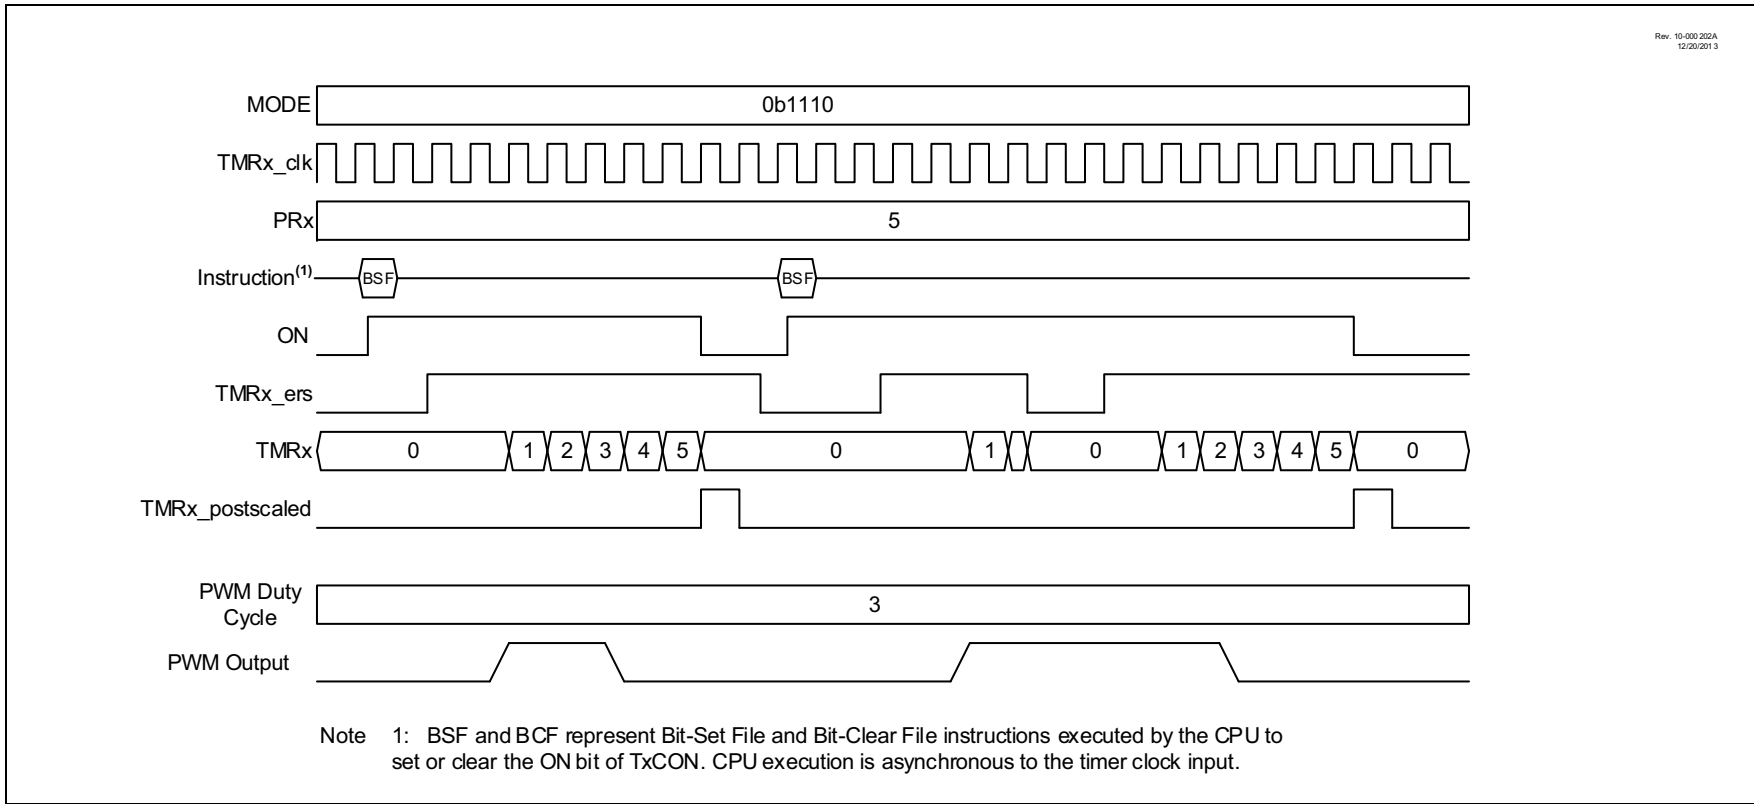 Rev. 10-000 202A
12/20/201 3
MODE 0b1110
TMRx_clk
PRx 5
Instruction(1) BSF BSF
ON
TMRx_ers
TMRx 0 1 2 3 4 5 0 1 0 1 2 3 4 5 0
TMRx_postscaled
PWM Duty
Cycle 3
PWM Output
Note 1: BSF and BCF represent Bit-Set File and Bit-Clear File instructions executed by the CPU to
set or clear the ON bit of TxCON. CPU execution is asynchronous to the timer clock input.